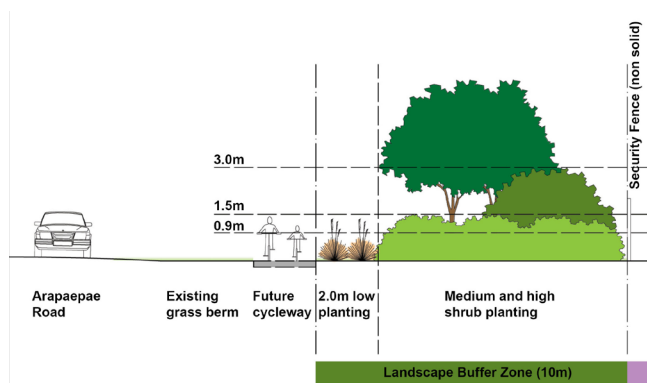 3.0m
1.5m
0.9m
Security Fence (non solid)
Arapaepae
Road
Existing
grass berm
Future
cycleway
2.0m low
planting
Medium and high
shrub planting
Landscape Buffer Zone (10m)